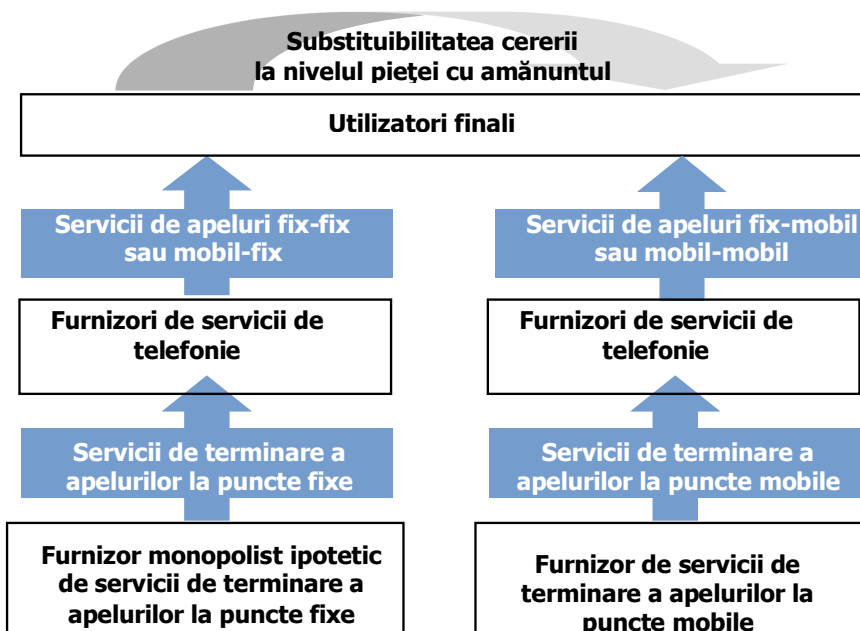 Substituibilitatea cererii
la nivelul pieţei cu amănuntul
Utilizatori finali
Servicii de apeluri fix-fix
sau mobil-fix
Servicii de apeluri fix-mobil
sau mobil-mobil
Furnizori de servicii de
telefonie
Furnizori de servicii de
telefonie
Servicii de terminare a
apelurilor la puncte fixe
Servicii de terminare a
apelurilor la puncte mobile
Furnizor monopolist ipotetic
de servicii de terminare a
apelurilor la puncte fixe
Furnizor de servicii de
terminare a apelurilor la
puncte mobile